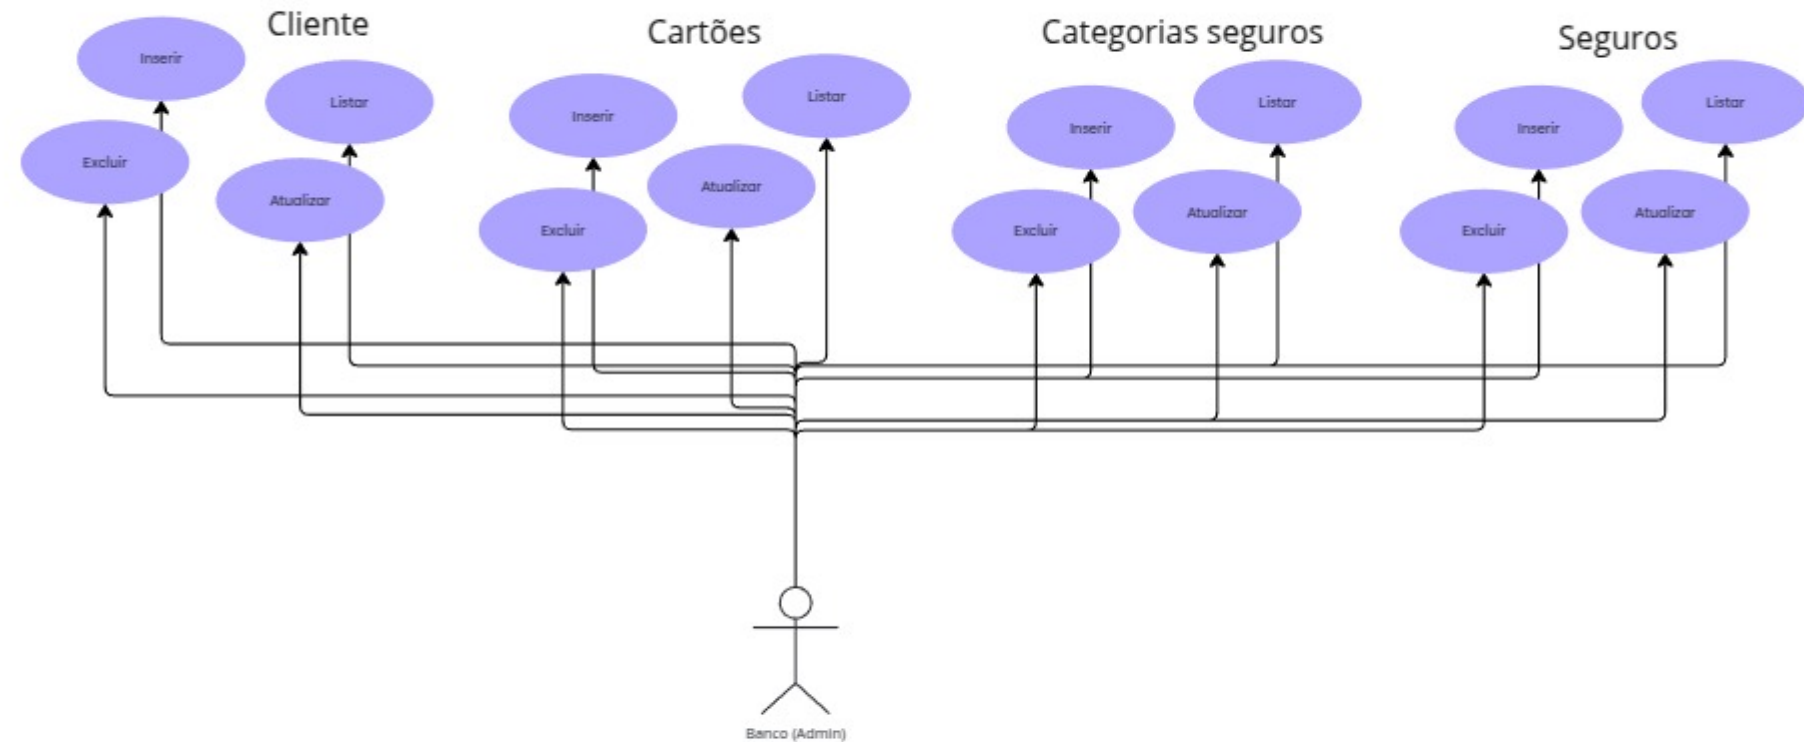 Cliente
Inserir
Listar
Excluir
Atualizar
Cartões
Inserir
Listar
Atualizar
Excluir
Categorias seguros
Inserir
Listar
Excluir
Atualizar
Seguros
Inserir
Listar
Excluir
Atualizar
Banco (Admin)